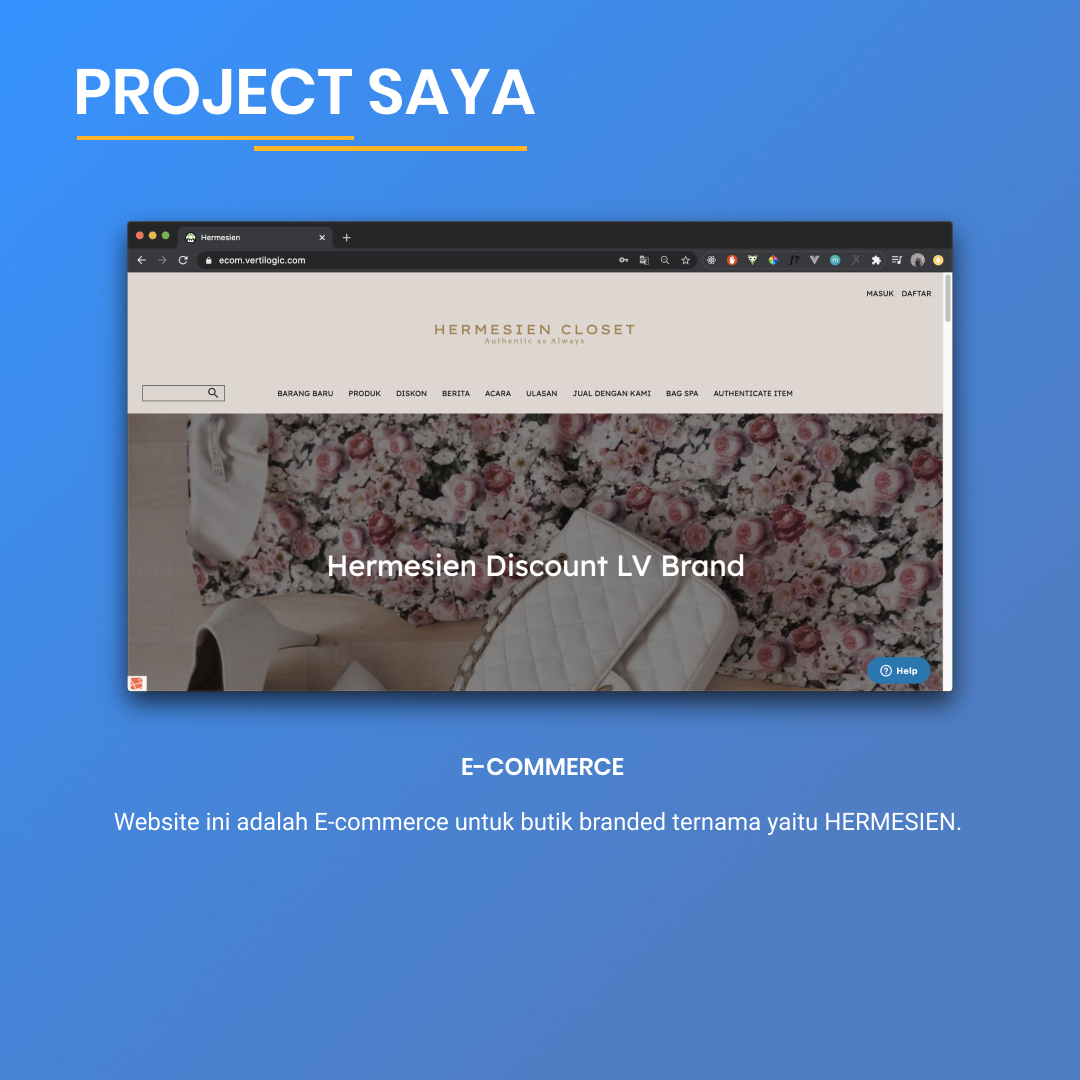 PROJECT SAYA
Hermesien
ecom.vertilogic.com
MASUK DAFTAR
HERMESIEN CLOSET
Authentic as Always
BARANG BARU PRODUK DISKON BERITA ACARA ULASAN JUAL DENGAN KAMI BAG SPA AUTHENTICATE ITEM
Hermesien Discount LV Brand
Help
E-COMMERCE
Website ini adalah E-commerce untuk butik branded ternama yaitu HERMESIEN.